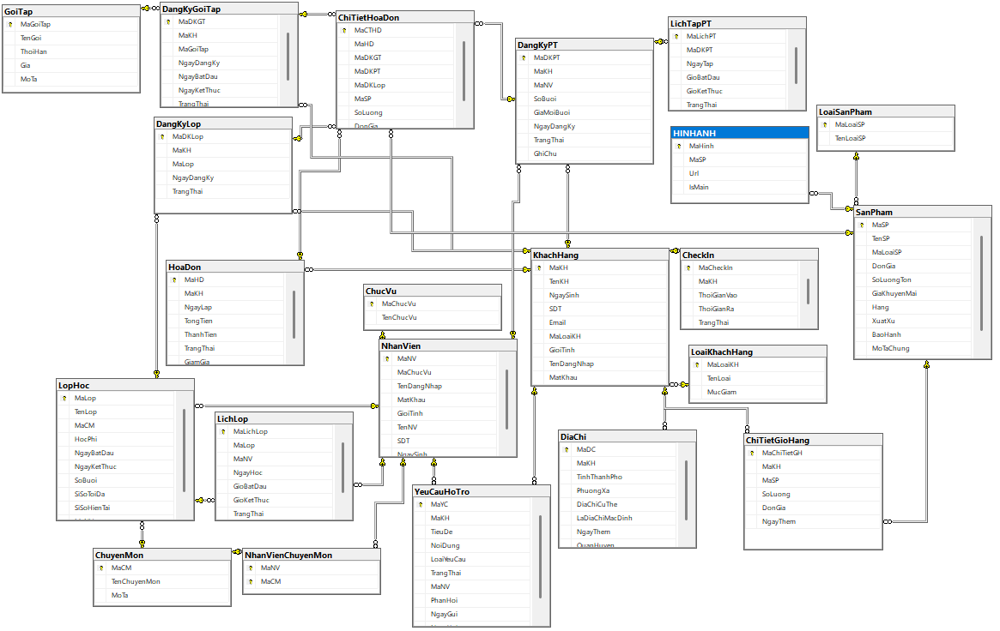 GoiTap
MaGoiTap
TenGoi
ThoiHan
Gia
MoTa
DangKyGoiTap
MaDKGT
MaKH
MaGoiTap
NgayDangKy
NgayBatDau
NgayKetThuc
TrangThai
ChiTietHoaDon
MaCTHD
MaHD
MaDKGT
MaDKPT
MaDKLop
MaSP
SoLuong
DonGia
DangKyPT
MaDKPT
MaKH
MaNV
SoBuoi
GiaMoiBuoi
NgayDangKy
TrangThai
GhiChu
LichTapPT
MaLichPT
MaDKPT
NgayTap
GioBatDau
GioKetThuc
TrangThai
LoaiSanPham
MaLoaiSP
TenLoaiSP
DangKyLop
MaDKLop
MaKH
MaLop
NgayDangKy
TrangThai
HINHANH
MaHinh
MaSP
Url
IsMain
SanPham
MaSP
TenSP
MaLoaiSP
DonGia
SoLuongTon
GiaKhuyenMai
Hang
XuatXu
BaoHanh
MoTaChung
HoaDon
MaHD
MaKH
NgayLap
TongTien
ThanhTien
TrangThai
GiamGia
KhachHang
MaKH
TenKH
NgaySinh
SDT
Email
MaLoaiKH
GioiTinh
TenDangNhap
MatKhau
CheckIn
MaCheckIn
MaKH
ThoiGianVao
ThoiGianRa
TrangThai
ChucVu
MaChucVu
TenChucVu
NhanVien
MaNV
MaChucVu
TenDangNhap
MatKhau
GioiTinh
TenNV
SDT
NgaySinh
LoaiKhachHang
MaLoaiKH
TenLoai
MucGiam
LopHoc
MaLop
TenLop
MaCM
HocPhi
NgayBatDau
NgayKetThuc
SoBuoi
SiSoToiDa
SiSoHienTai
LichLop
MaLichLop
MaLop
MaNV
NgayHoc
GioBatDau
GioKetThuc
TrangThai
DiaChi
MaDC
MaKH
TinhThanhPho
PhuongXa
DiaChiCuThe
LaDiaChiMacDinh
NgayThem
QuanHuyen
ChiTietGioHang
MaChiTietGH
MaKH
MaSP
SoLuong
DonGia
NgayThem
YeuCauHoTro
MaYC
MaKH
TieuDe
NoiDung
LoaiYeuCau
TrangThai
MaNV
PhanHoi
NgayGui
ChuyenMon
MaCM
TenChuyenMon
MoTa
NhanVienChuyenMon
MaNV
MaCM